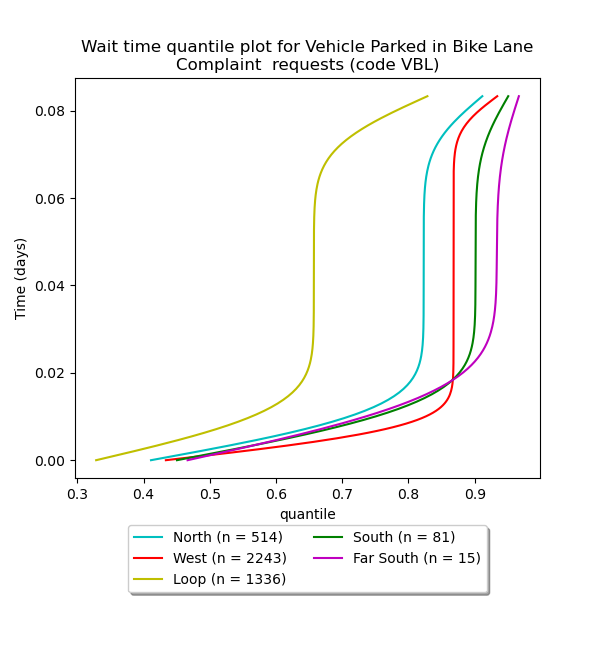 Wait time quantile plot for Vehicle Parked in Bike Lane
Complaint  requests (code VBL)
0.08
0.06
0.04
0.02
0.00
Time (days)
0.3 0.4 0.5 0.6 0.7 0.8 0.9
quantile
North (n = 514)
West (n = 2243)
Loop (n = 1336)
South (n = 81)
Far South (n = 15)